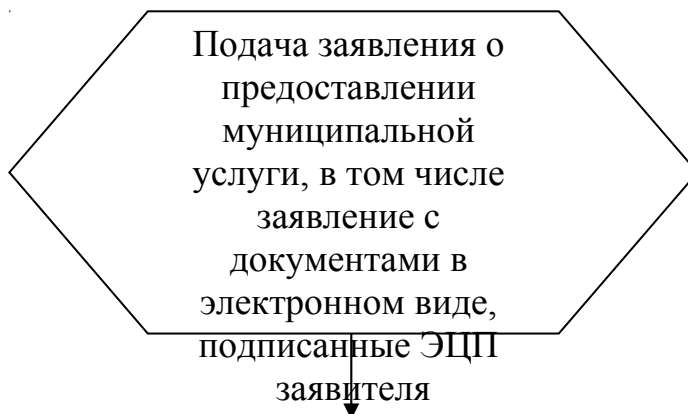 Подача заявления о
предоставлении
муниципальной
услуги, в том числе
заявление с
документами в
электронном виде,
подписанные ЭЦП
заявителя